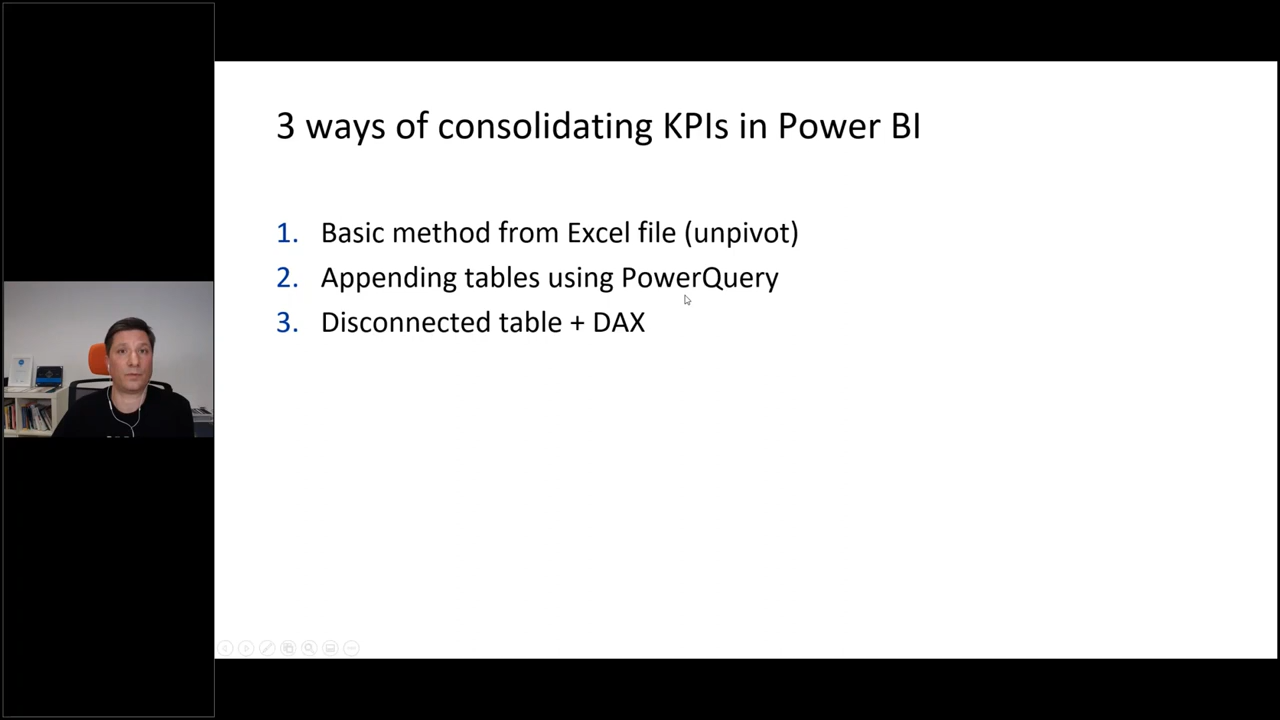 3 ways of consolidating KPIs in Power BI
1. Basic method from Excel file (unpivot)
2. Appending tables using PowerQuery
3. Disconnected table + DAX